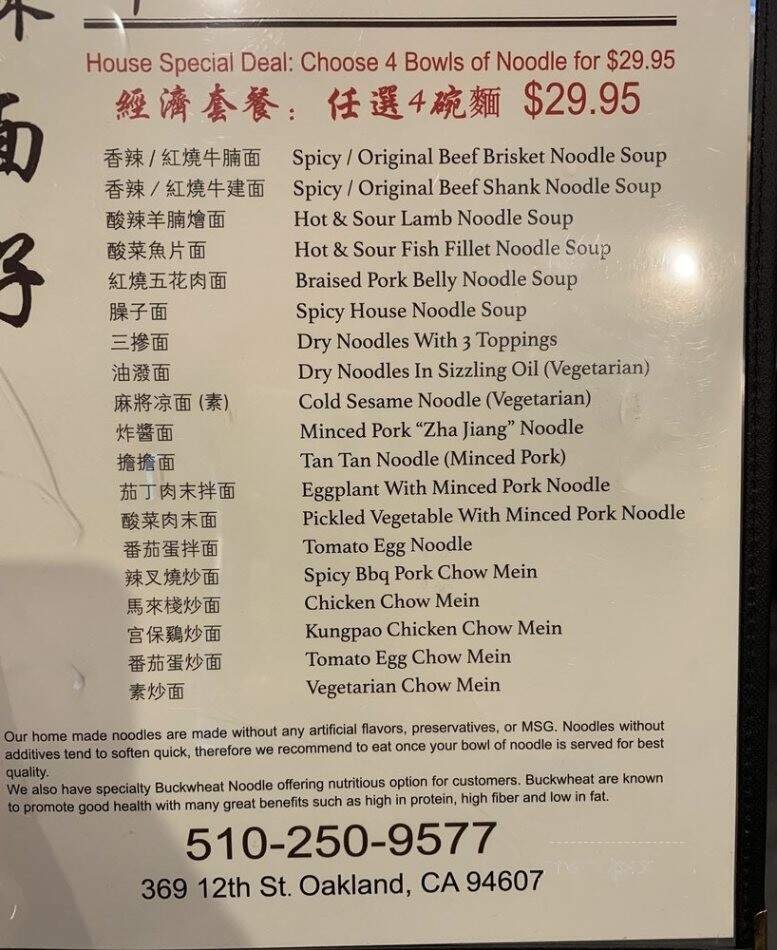 面
House Special Deal: Choose 4 Bowls of Noodle for $29.95
經濟套餐：任選4碗麵 $29.95
香辣 / 紅燒牛腩面 Spicy / Original Beef Brisket Noodle Soup
香辣 / 紅燒牛建面 Spicy / Original Beef Shank Noodle Soup
酸辣羊腩燴面 Hot & Sour Lamb Noodle Soup
酸菜魚片面 Hot & Sour Fish Fillet Noodle Soup
紅燒五花肉面 Braised Pork Belly Noodle Soup
臊子面 Spicy House Noodle Soup
三摻面 Dry Noodles With 3 Toppings
油潑面 Dry Noodles In Sizzling Oil (Vegetarian)
麻將凉面 (素) Cold Sesame Noodle (Vegetarian)
炸醬面 Minced Pork “Zha Jiang” Noodle
擔擔面 Tan Tan Noodle (Minced Pork)
茄丁肉末拌面 Eggplant With Minced Pork Noodle
酸菜肉末面 Pickled Vegetable With Minced Pork Noodle
番茄蛋拌面 Tomato Egg Noodle
辣叉燒炒面 Spicy Bbq Pork Chow Mein
馬來棧炒面 Chicken Chow Mein
宫保鷄炒面 Kungpao Chicken Chow Mein
番茄蛋炒面 Tomato Egg Chow Mein
素炒面 Vegetarian Chow Mein
Our home made noodles are made without any artificial flavors, preservatives, or MSG. Noodles without
additives tend to soften quick, therefore we recommend to eat once your bowl of noodle is served for best
quality.
We also have specialty Buckwheat Noodle offering nutritious option for customers. Buckwheat are known
to promote good health with many great benefits such as high in protein, high fiber and low in fat.
510-250-9577
369 12th St. Oakland, CA 94607